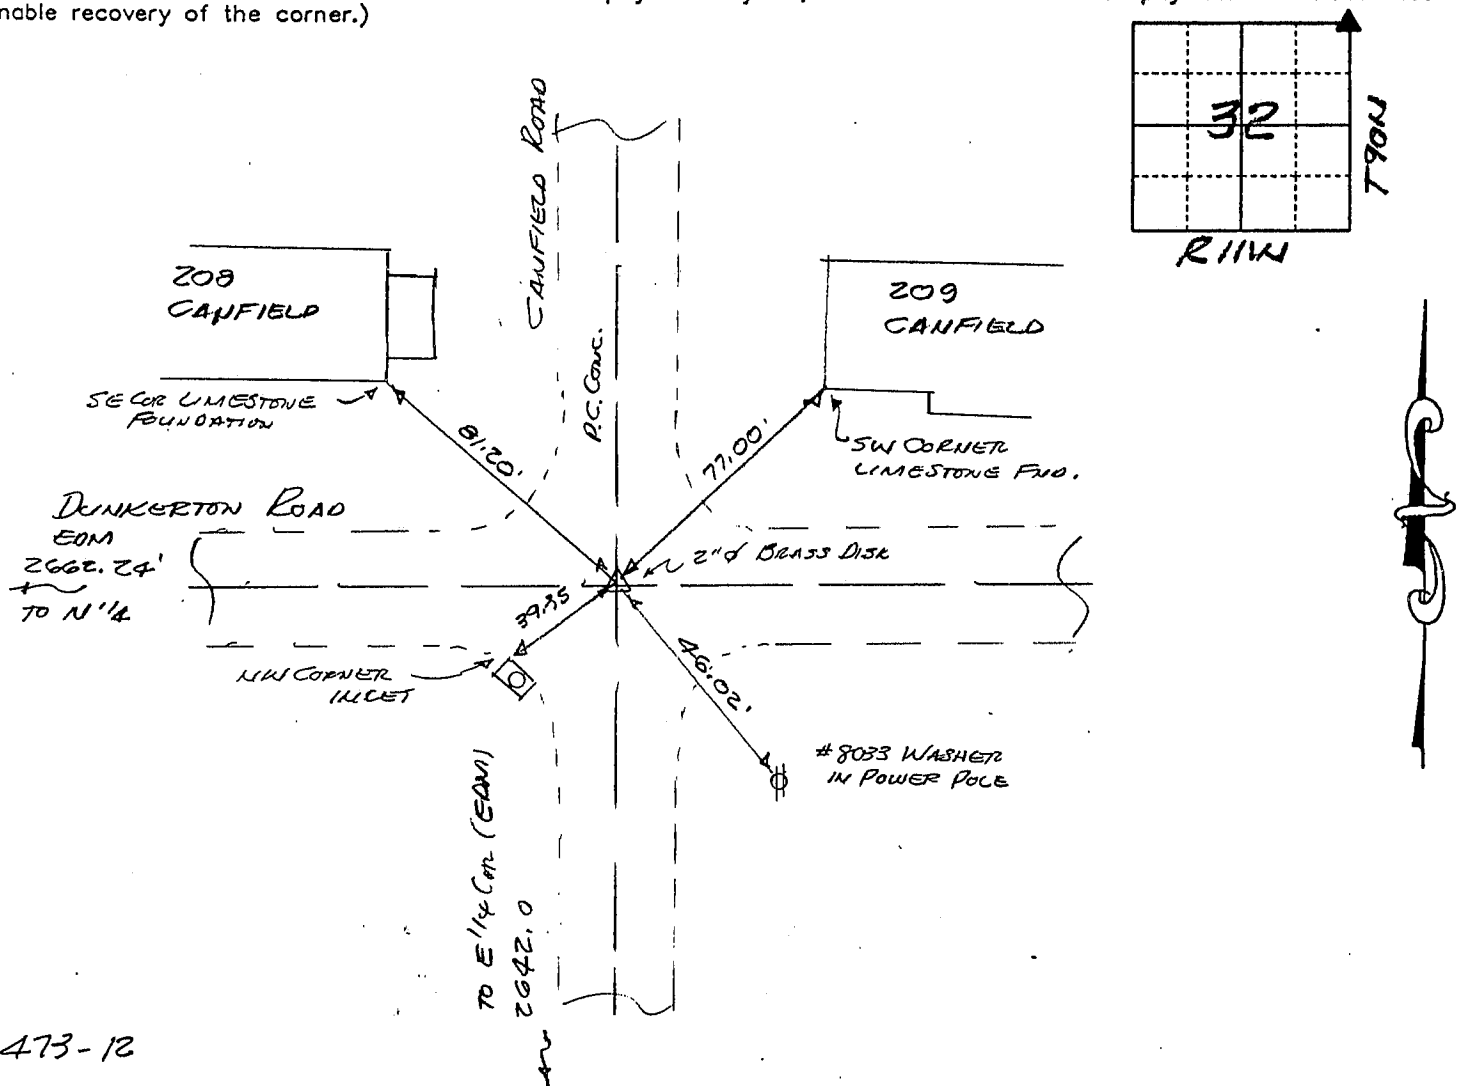 nable recovery of the corner.)
32
T90N
R11W
CANFIELD ROAD
208
CANFIELD
209
CANFIELD
P.C. Conc.
SE COR LIMESTONE
FOUNDATION
81.20'
77.00'
SW CORNER
LIMESTONE FND.
DUNKERTON ROAD
EDM
2662.24'
TO N 1/4
2"ø BRASS DISK
39.35
46.02'
NW CORNER
INLET
#8033 WASHER
IN POWER POLE
TO E 1/4 COR (EDM)
2642.0
473-12